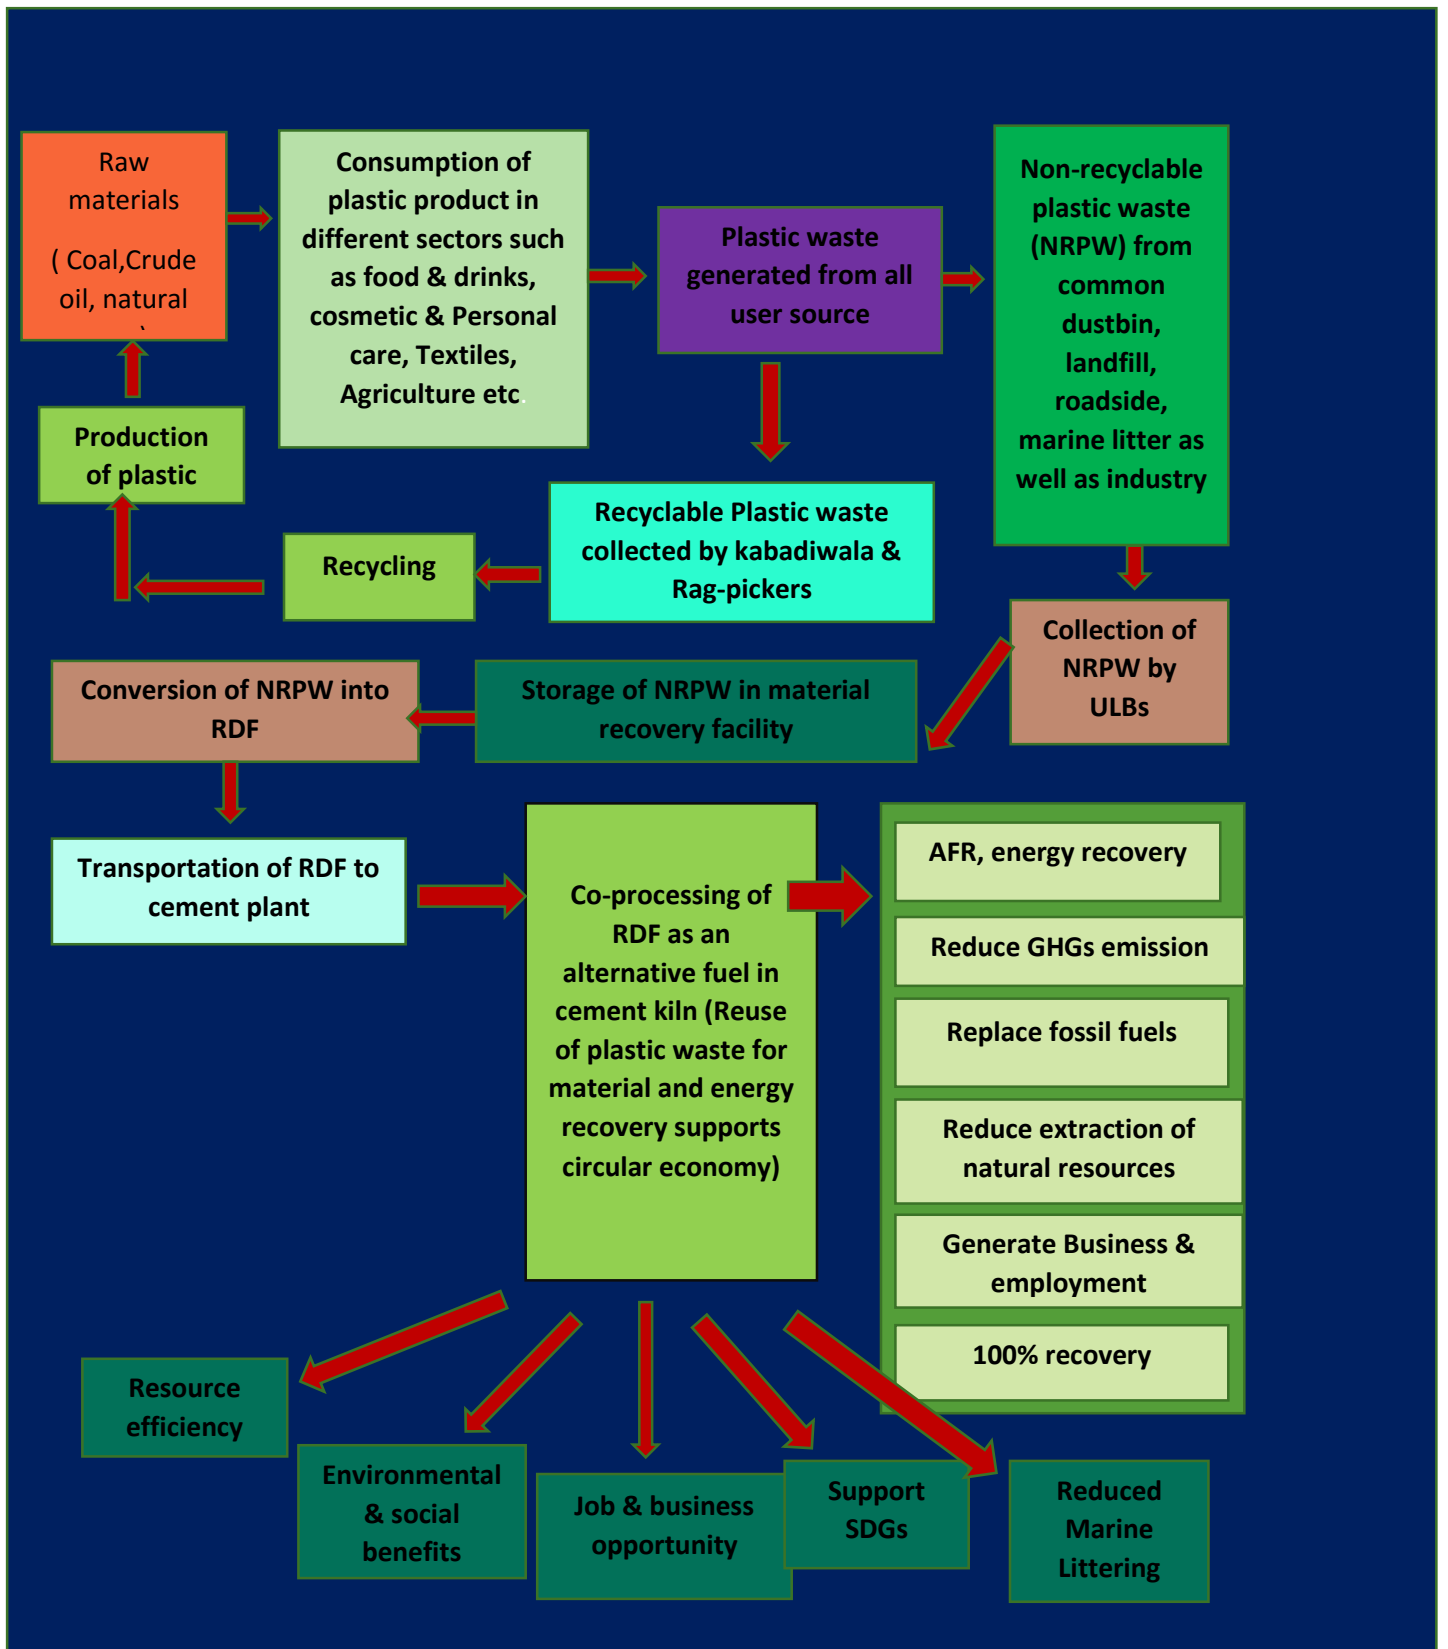 Raw
materials
( Coal,Crude
oil, natural
Consumption of
plastic product in
different sectors such
as food & drinks,
cosmetic & Personal
care, Textiles,
Agriculture etc.
Plastic waste
generated from all
user source
Non-recyclable
plastic waste
(NRPW) from
common
dustbin,
landfill,
roadside,
marine litter as
well as industry
Production
of plastic
Recycling
Recyclable Plastic waste
collected by kabadiwala &
Rag-pickers
Collection of
NRPW by
ULBs
Conversion of NRPW into
RDF
Storage of NRPW in material
recovery facility
Transportation of RDF to
cement plant
Co-processing of
RDF as an
alternative fuel in
cement kiln (Reuse
of plastic waste for
material and energy
recovery supports
circular economy)
AFR, energy recovery
Reduce GHGs emission
Replace fossil fuels
Reduce extraction of
natural resources
Generate Business &
employment
100% recovery
Resource
efficiency
Environmental
& social
benefits
Job & business
opportunity
Support
SDGs
Reduced
Marine
Littering